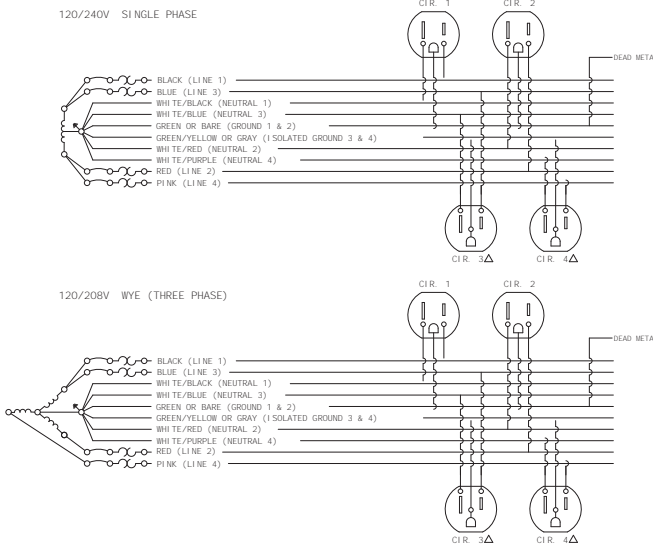 120/240V SINGLE PHASE
CIR. 1
CIR. 2
DEAD META
BLACK (LINE 1)
BLUE (LINE 3)
WHITE/BLACK (NEUTRAL 1)
WHITE/BLUE (NEUTRAL 3)
GREEN OR BARE (GROUND 1 & 2)
GREEN/YELLOW OR GRAY (ISOLATED GROUND 3 & 4)
WHITE/RED (NEUTRAL 2)
WHITE/PURPLE (NEUTRAL 4)
RED (LINE 2)
PINK (LINE 4)
CIR. 3△
CIR. 4△
120/208V WYE (THREE PHASE)
CIR. 1
CIR. 2
DEAD META
BLACK (LINE 1)
BLUE (LINE 3)
WHITE/BLACK (NEUTRAL 1)
WHITE/BLUE (NEUTRAL 3)
GREEN OR BARE (GROUND 1 & 2)
GREEN/YELLOW OR GRAY (ISOLATED GROUND 3 & 4)
WHITE/RED (NEUTRAL 2)
WHITE/PURPLE (NEUTRAL 4)
RED (LINE 2)
PINK (LINE 4)
CIR. 3△
CIR. 4△